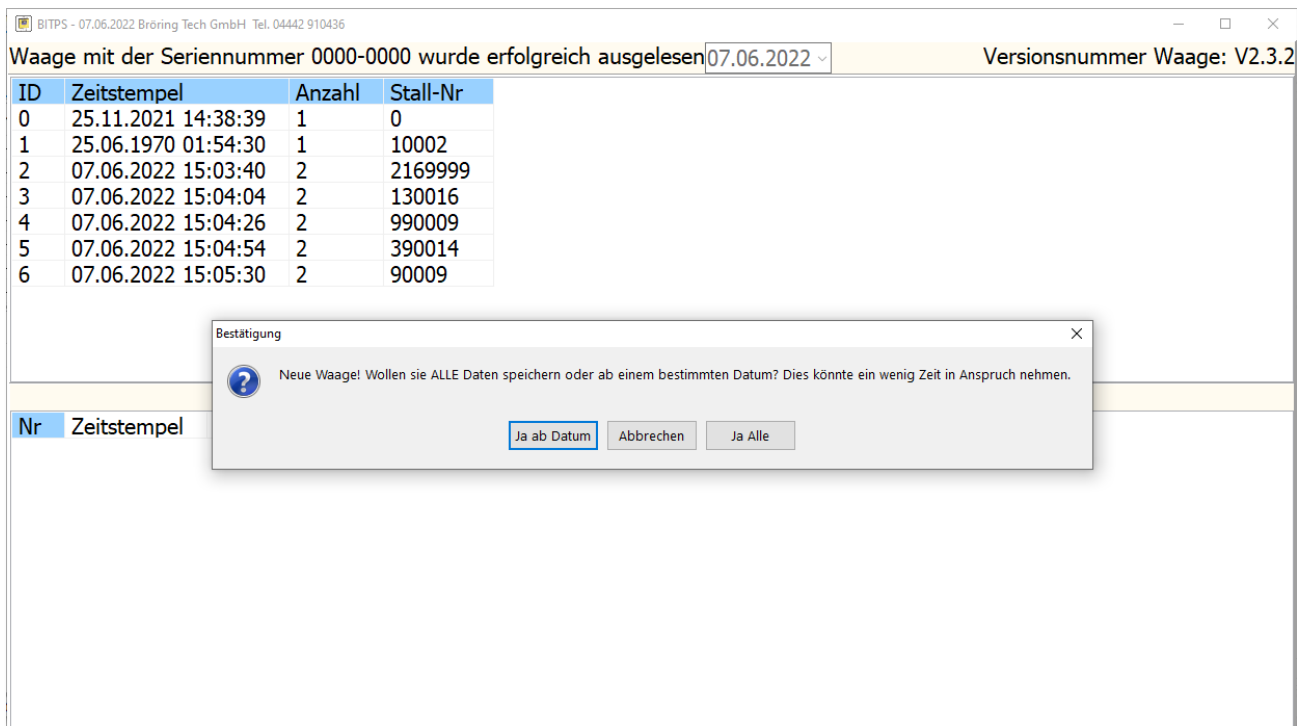 BITPS - 07.06.2022 Bröring Tech GmbH Tel. 04442 910436
Waage mit der Seriennummer 0000-0000 wurde erfolgreich ausgelesen 07.06.2022 Versionsnummer Waage: V2.3.2
ID Zeitstempel Anzahl Stall-Nr
0 25.11.2021 14:38:39 1 0
1 25.06.1970 01:54:30 1 10002
2 07.06.2022 15:03:40 2 2169999
3 07.06.2022 15:04:04 2 130016
4 07.06.2022 15:04:26 2 990009
5 07.06.2022 15:04:54 2 390014
6 07.06.2022 15:05:30 2 90009
Bestätigung
Neue Waage! Wollen sie ALLE Daten speichern oder ab einem bestimmten Datum? Dies könnte ein wenig Zeit in Anspruch nehmen.
Ja ab Datum Abbrechen Ja Alle
Nr Zeitstempel